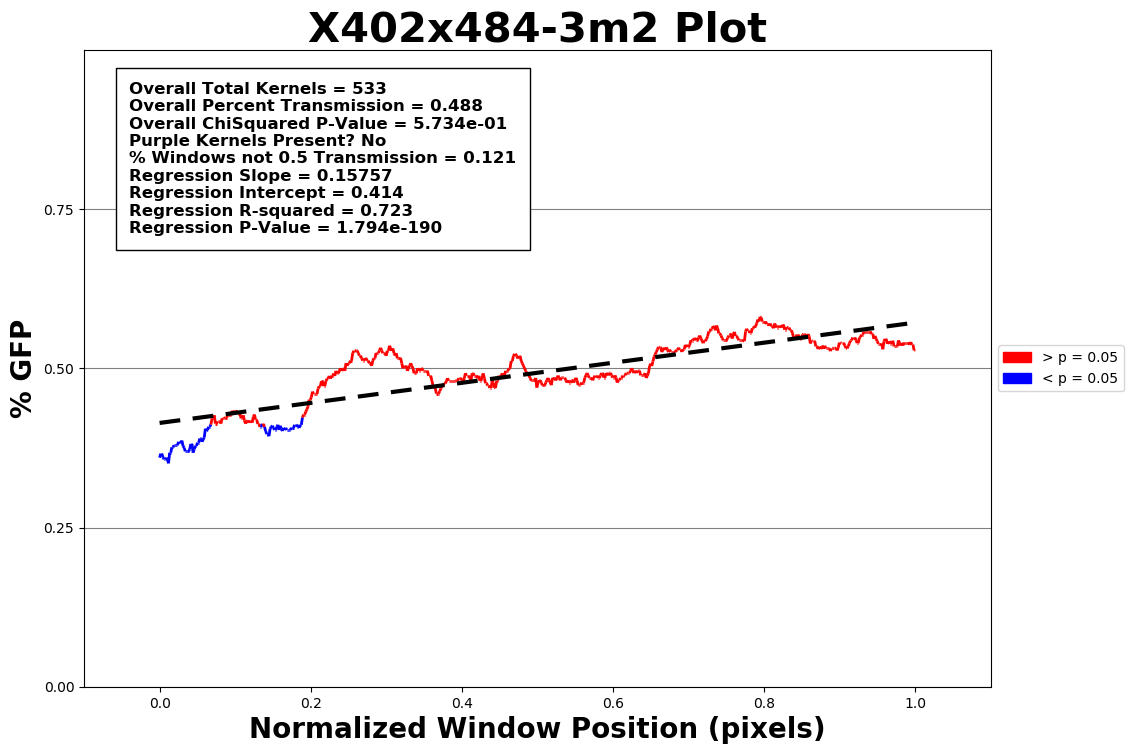 X402x484-3m2 Plot
Overall Total Kernels = 533
Overall Percent Transmission = 0.488
Overall ChiSquared P-Value = 5.734e-01
Purple Kernels Present? No
% Windows not 0.5 Transmission = 0.121
Regression Slope = 0.15757
Regression Intercept = 0.414
Regression R-squared = 0.723
Regression P-Value = 1.794e-190
% GFP
0.75
0.50
0.25
0.00
0.0 0.2 0.4 0.6 0.8 1.0
Normalized Window Position (pixels)
> p = 0.05
< p = 0.05